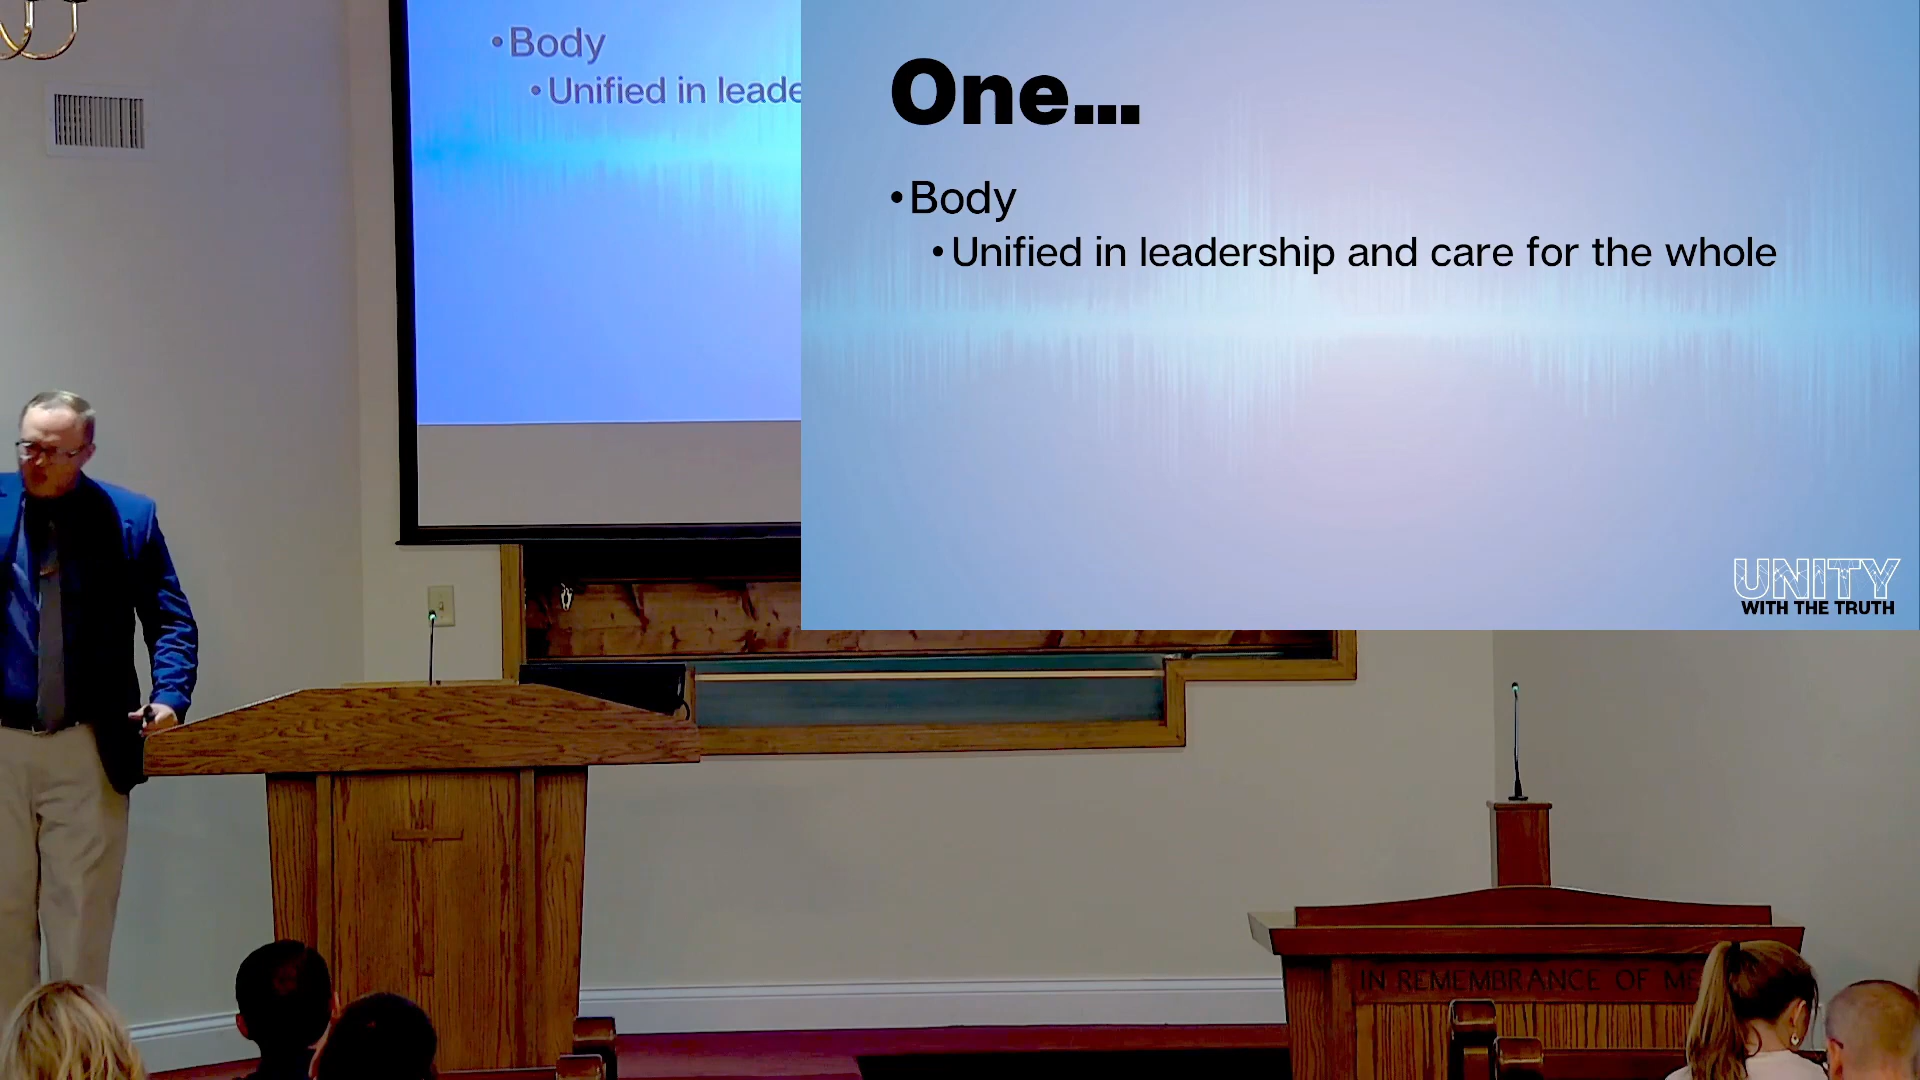 • Body
• Unified in leade
One...
• Body
• Unified in leadership and care for the whole
UNITY
WITH THE TRUTH
IN REMEMBRANCE OF ME